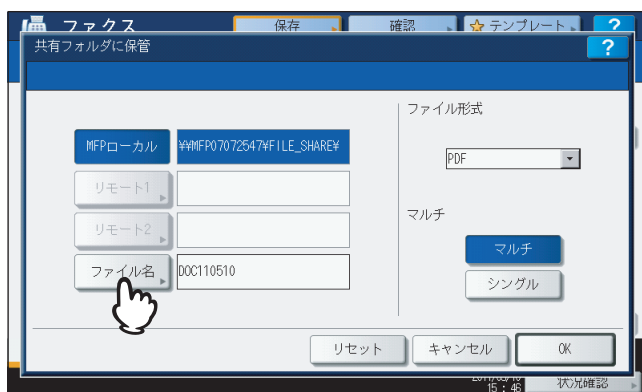 ファクス
保存
確認
テンプレート
?
共有フォルダに保管
?
ファイル形式
MFPローカル
¥¥MFP07072547¥FILE_SHARE¥
PDF
リモート1
マルチ
リモート2
マルチ
ファイル名
DOC110510
シングル
リセット
キャンセル
OK
15:46
状況確認